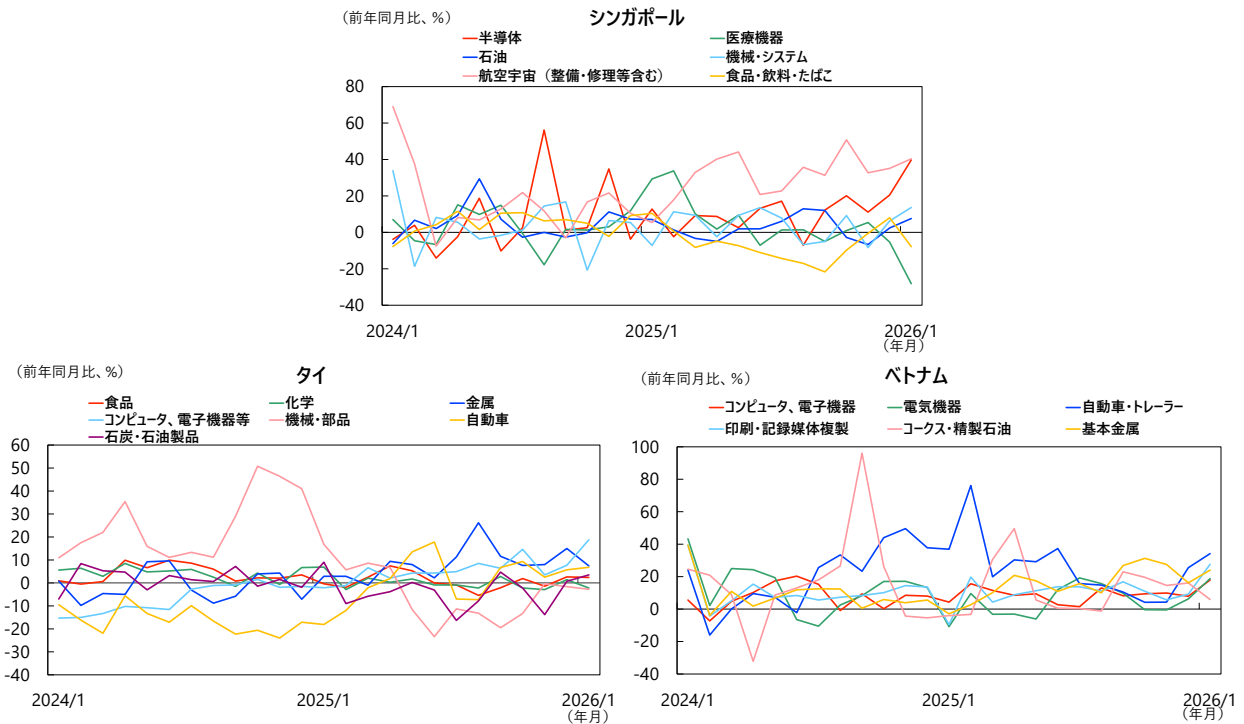 シンガポール
（前年同月比、%）
半導体
医療機器
石油
機械・システム
航空宇宙（整備・修理等含む）
食品・飲料・たばこ
80
60
40
20
0
-20
-40
2024/1
2025/1
2026/1
（年月）
タイ
（前年同月比、%）
食品
化学
金属
コンピュータ、電子機器等
機械・部品
自動車
石炭・石油製品
60
50
40
30
20
10
0
-10
-20
-30
-40
2024/1
2025/1
2026/1
（年月）
ベトナム
（前年同月比、%）
コンピュータ、電子機器
電気機器
自動車・トレーラー
印刷・記録媒体複製
コークス・精製石油
基本金属
100
80
60
40
20
0
-20
-40
2024/1
2025/1
2026/1
（年月）